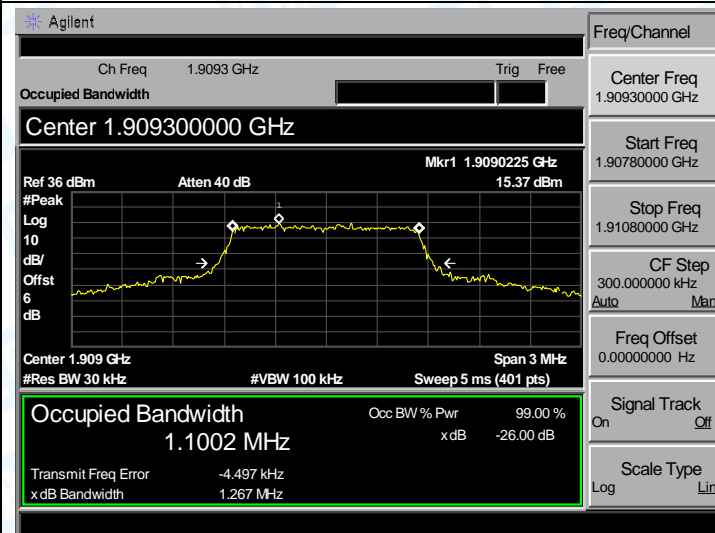 Agilent
Freq/Channel
Ch Freq 1.9093 GHz Trig Free
Occupied Bandwidth
Center Freq
1.90930000 GHz
Center 1.909300000 GHz
Start Freq
1.90780000 GHz
Mkr1 1.9090225 GHz
Ref 36 dBm Atten 40 dB 15.37 dBm
#Peak
Log
10
dB/
Offst
6
dB
1
Stop Freq
1.91080000 GHz
CF Step
300.000000 kHz
Auto Man
Freq Offset
0.00000000 Hz
Center 1.909 GHz Span 3 MHz
#Res BW 30 kHz #VBW 100 kHz Sweep 5 ms (401 pts)
Signal Track
On Off
Occupied Bandwidth
1.1002 MHz
Occ BW % Pwr 99.00 %
x dB -26.00 dB
Transmit Freq Error -4.497 kHz
x dB Bandwidth 1.267 MHz
Scale Type
Log Lin